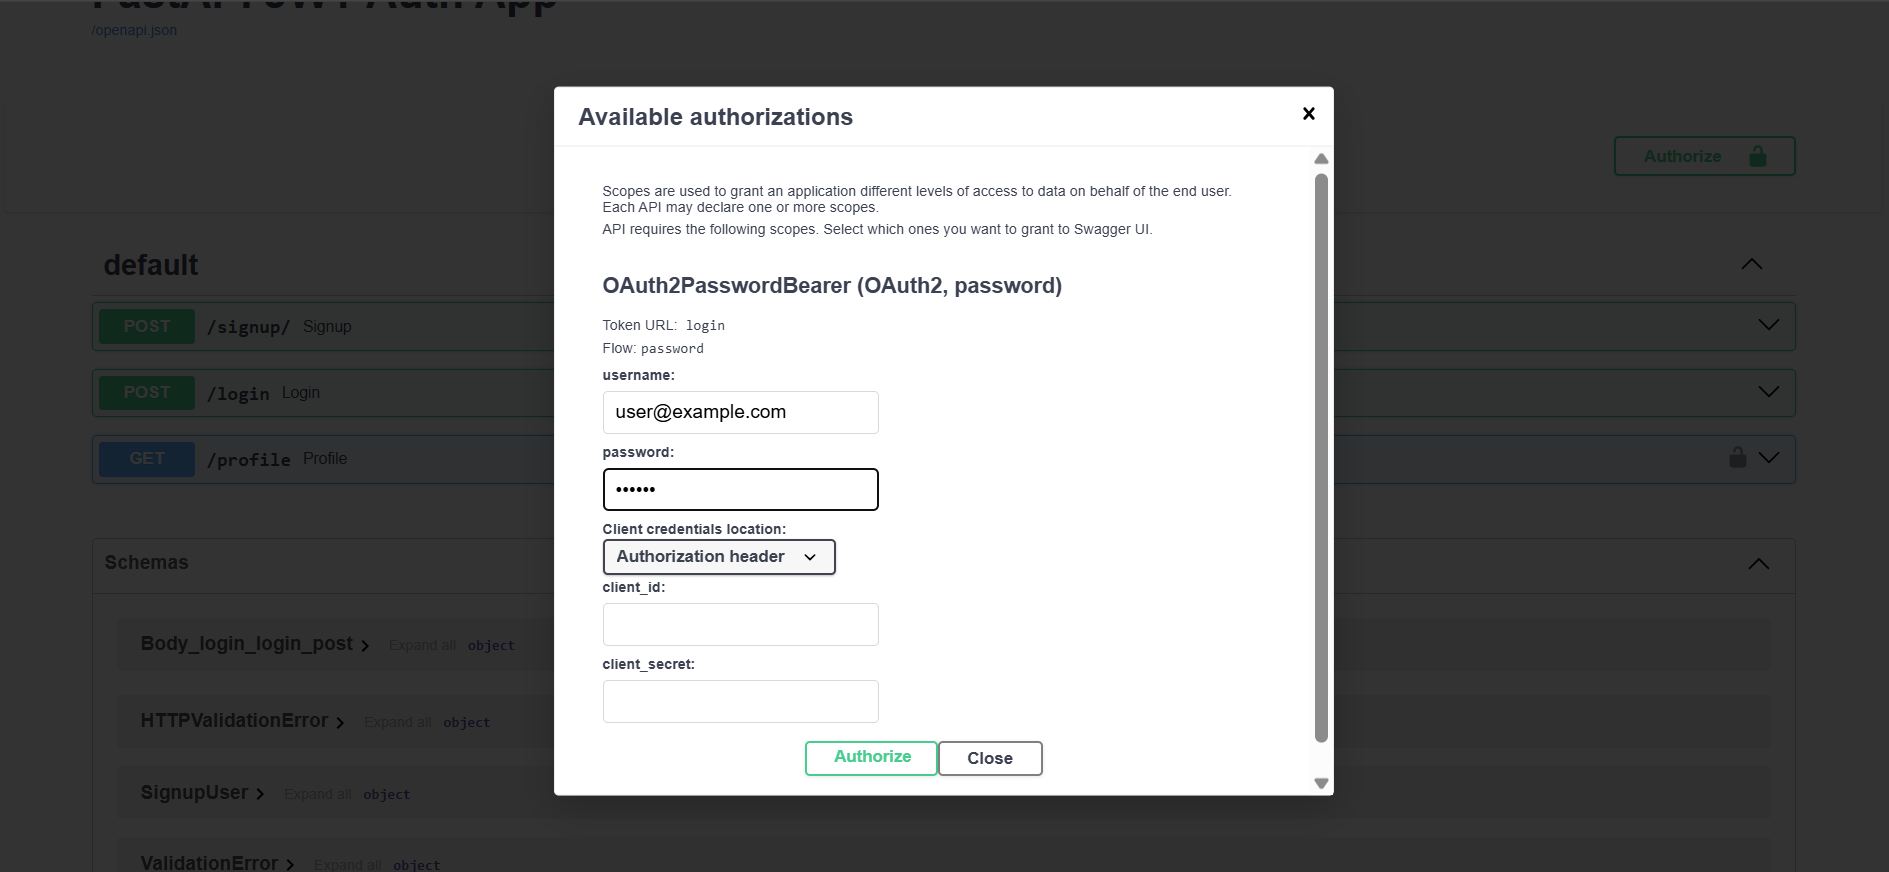 /openapi.json
Available authorizations
Authorize
Scopes are used to grant an application different levels of access to data on behalf of the end user.
Each API may declare one or more scopes.
API requires the following scopes. Select which ones you want to grant to Swagger UI.
default
OAuth2PasswordBearer (OAuth2, password)
POST /signup/ Signup
Token URL: login
Flow: password
username:
POST /login Login
user@example.com
password:
GET /profile Profile
••••••
Client credentials location:
Authorization header
Schemas
client_id:
Body_login_login_post Expand all object
client_secret:
HTTPValidationError Expand all object
Authorize Close
SignupUser Expand all object
ValidationError Expand all object